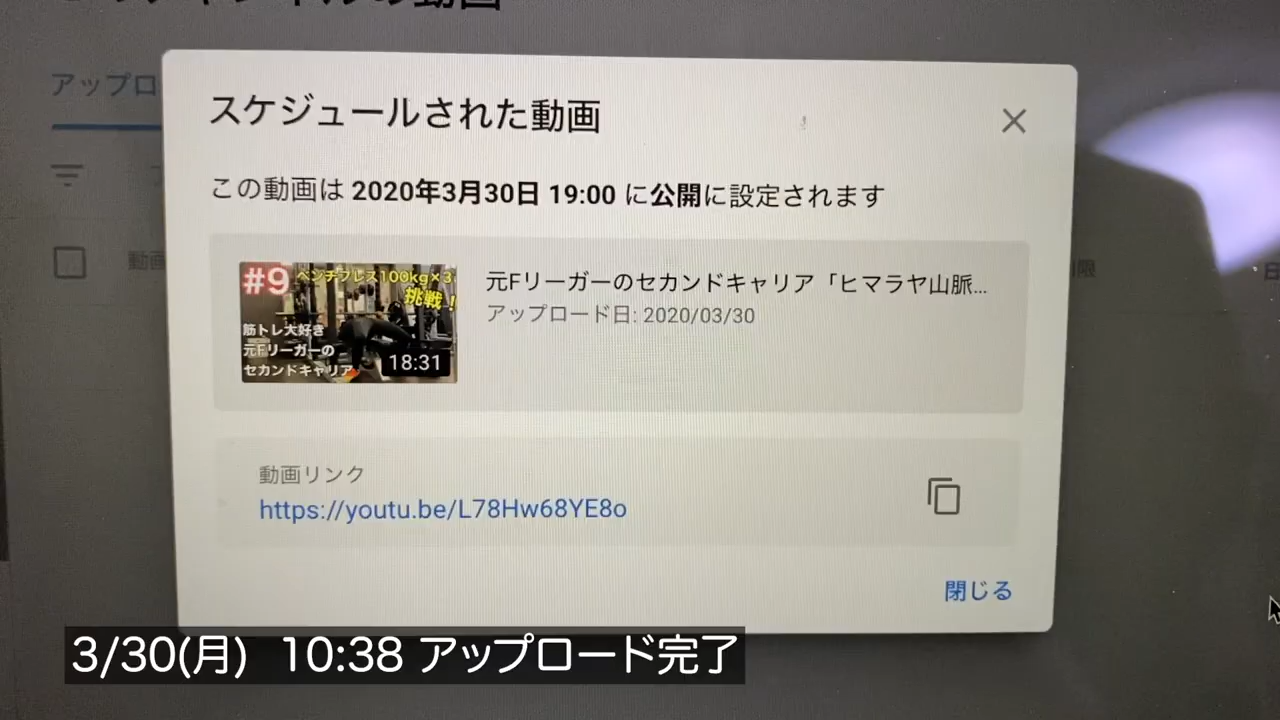 アップロ
スケジュールされた動画
この動画は 2020年3月30日 19:00 に公開に設定されます
#9 ベンチプレス100kg×3
挑戦!
筋トレ大好き
元Fリーガーの
セカンドキャリア
18:31
元Fリーガーのセカンドキャリア「ヒマラヤ山脈...
アップロード日: 2020/03/30
動画
動画リンク
https://youtu.be/L78Hw68YE8o
閉じる
3/30(月) 10:38 アップロード完了